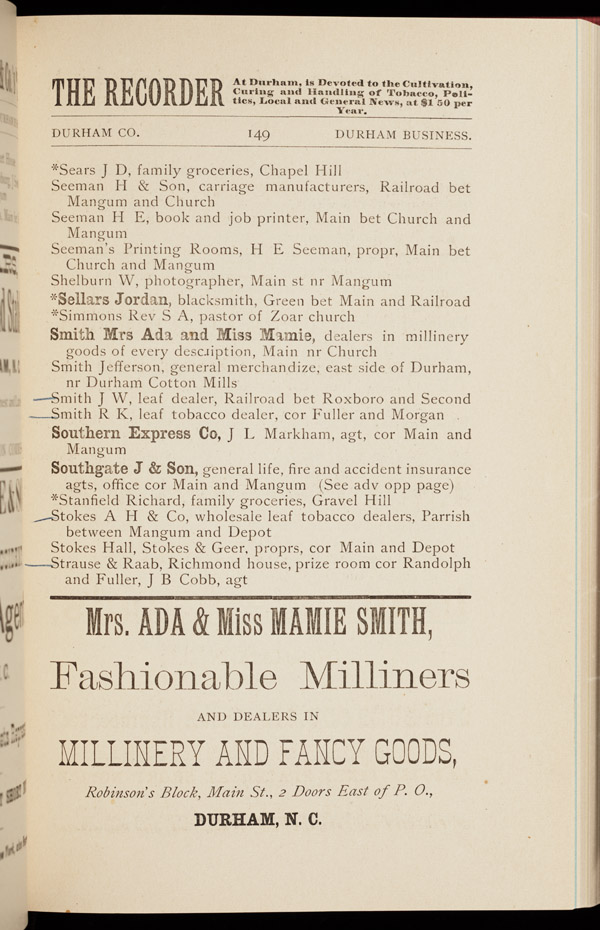 THE RECORDER
At Durham, is Devoted to the Cultivation,
Curing and Handling of Tobacco, Poli-
tics, Local and General News, at $1 50 per
Year.
DURHAM CO. 149 DURHAM BUSINESS.
*Sears J D, family groceries, Chapel Hill
Seeman H & Son, carriage manufacturers, Railroad bet
Mangum and Church
Seeman H E, book and job printer, Main bet Church and
Mangum
Seeman's Printing Rooms, H E Seeman, propr, Main bet
Church and Mangum
Shelburn W, photographer, Main st nr Mangum
*Sellars Jordan, blacksmith, Green bet Main and Railroad
*Simmons Rev S A, pastor of Zoar church
Smith Mrs Ada and Miss Mamie, dealers in millinery
goods of every description, Main nr Church
Smith Jefferson, general merchandize, east side of Durham,
nr Durham Cotton Mills
Smith J W, leaf dealer, Railroad bet Roxboro and Second
Smith R K, leaf tobacco dealer, cor Fuller and Morgan
Southern Express Co, J L Markham, agt, cor Main and
Mangum
Southgate J & Son, general life, fire and accident insurance
agts, office cor Main and Mangum (See adv opp page)
*Stanfield Richard, family groceries, Gravel Hill
Stokes A H & Co, wholesale leaf tobacco dealers, Parrish
between Mangum and Depot
Stokes Hall, Stokes & Geer, proprs, cor Main and Depot
Strause & Raab, Richmond house, prize room cor Randolph
and Fuller, J B Cobb, agt
Mrs. ADA & Miss MAMIE SMITH,
Fashionable Milliners
AND DEALERS IN
MILLINERY AND FANCY GOODS,
Robinson's Block, Main St., 2 Doors East of P. O.,
DURHAM, N. C.